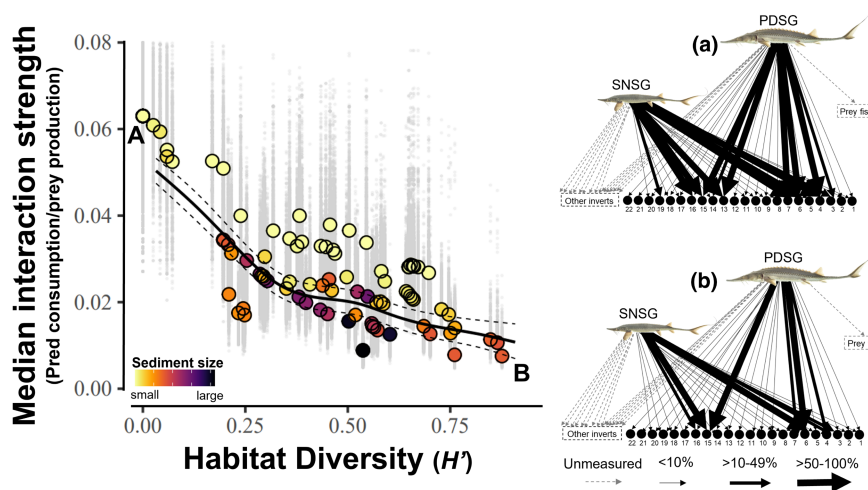 Median interaction strength
(Pred consumption/prey production)
0.08
0.06
0.04
0.02
0.00
A
B
Sediment size
small
large
0.00
0.25
0.50
0.75
Habitat Diversity (H')
(a)
PDSG
SNSG
Prey fis
Other inverts
22 21 20 19 18 17 16 15 14 13 12 11 10 9 8 7 6 5 4 3 2 1
(b)
PDSG
SNSG
Prey
Other inverts
22 21 20 19 18 17 16 15 14 13 12 11 10 9 8 7 6 5 4 3 2 1
Unmeasured
<10%
>10-49%
>50-100%